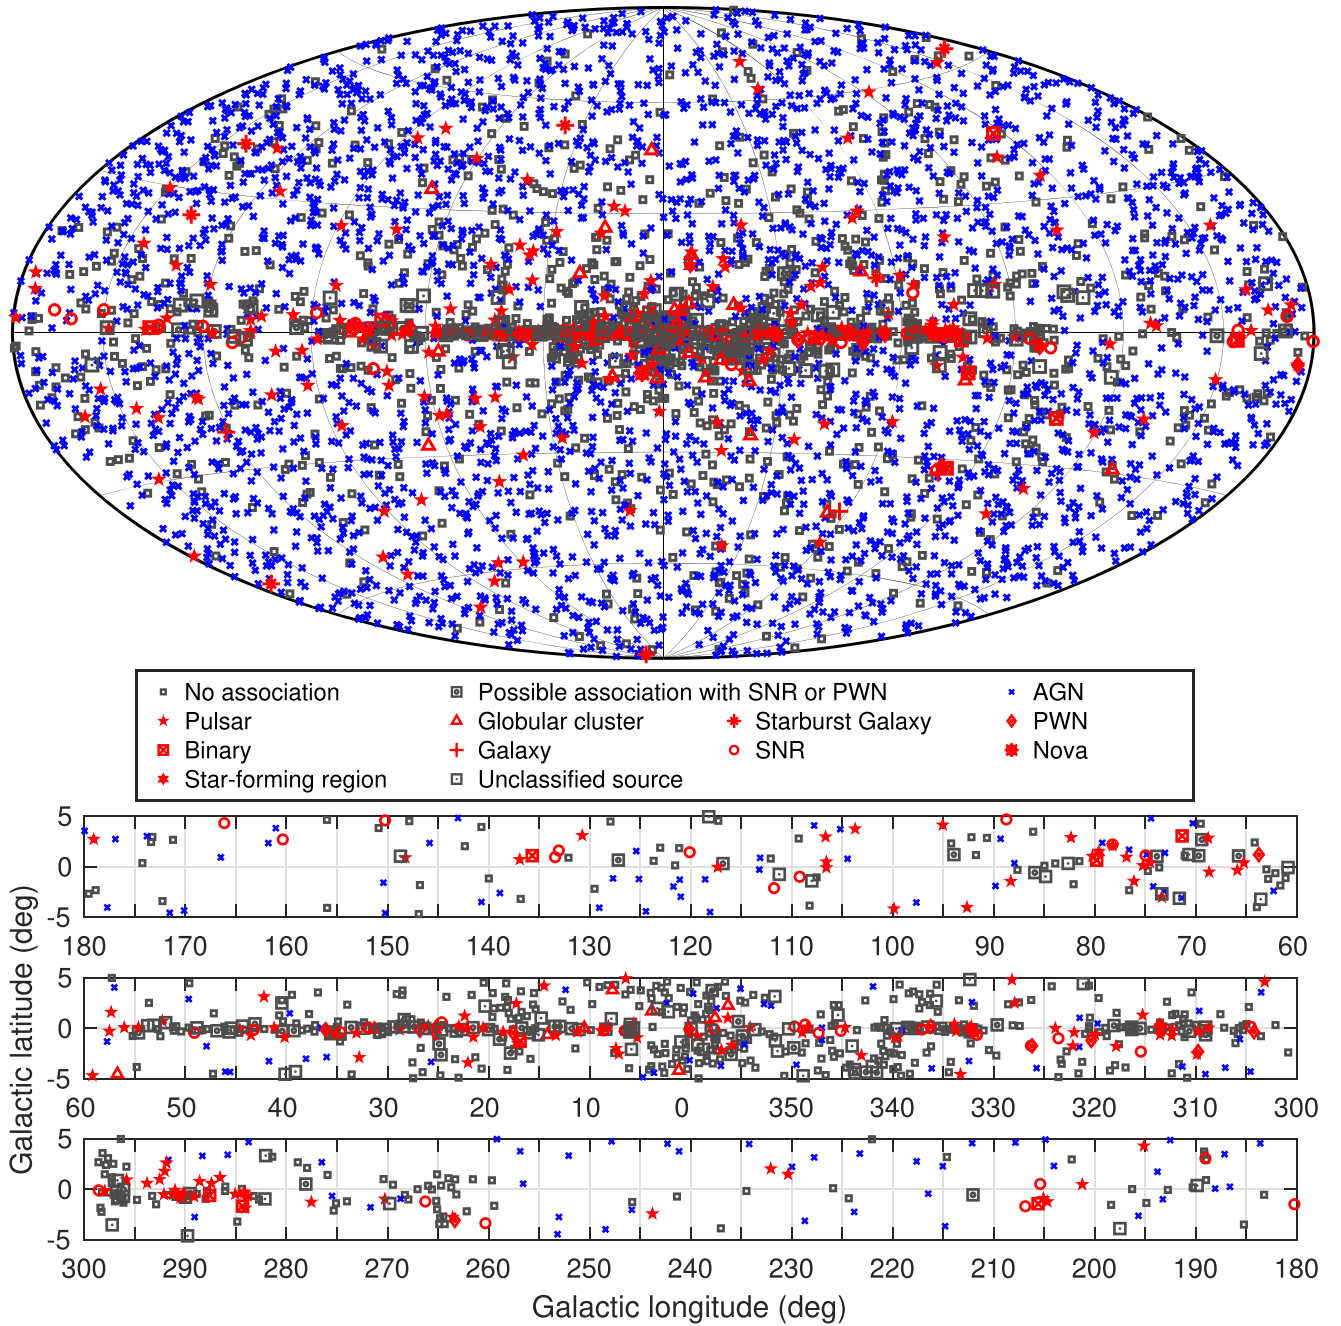 No association Possible association with SNR or PWN AGN
Pulsar Globular cluster Starburst Galaxy PWN
Binary Galaxy SNR Nova
Star-forming region Unclassified source
5
0
-5
180 170 160 150 140 130 120 110 100 90 80 70 60
5
0
-5
60 50 40 30 20 10 0 350 340 330 320 310 300
5
0
-5
300 290 280 270 260 250 240 230 220 210 200 190 180
Galactic latitude (deg)
Galactic longitude (deg)